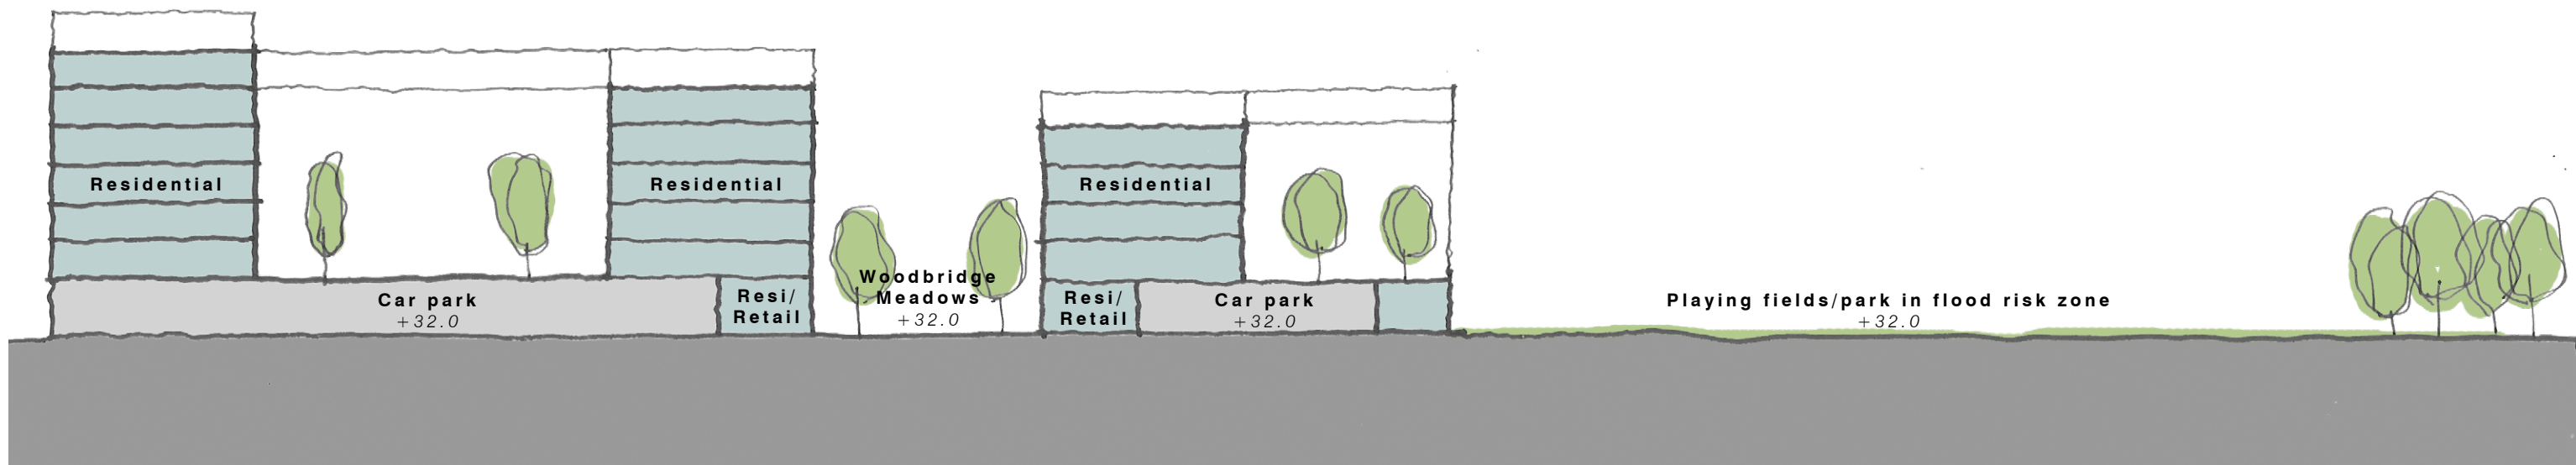 Residential
Residential
Residential
Car park
+32.0
Resi/
Retail
Woodbridge
Meadows
+32.0
Resi/
Retail
Car park
+32.0
Playing fields/park in flood risk zone
+32.0